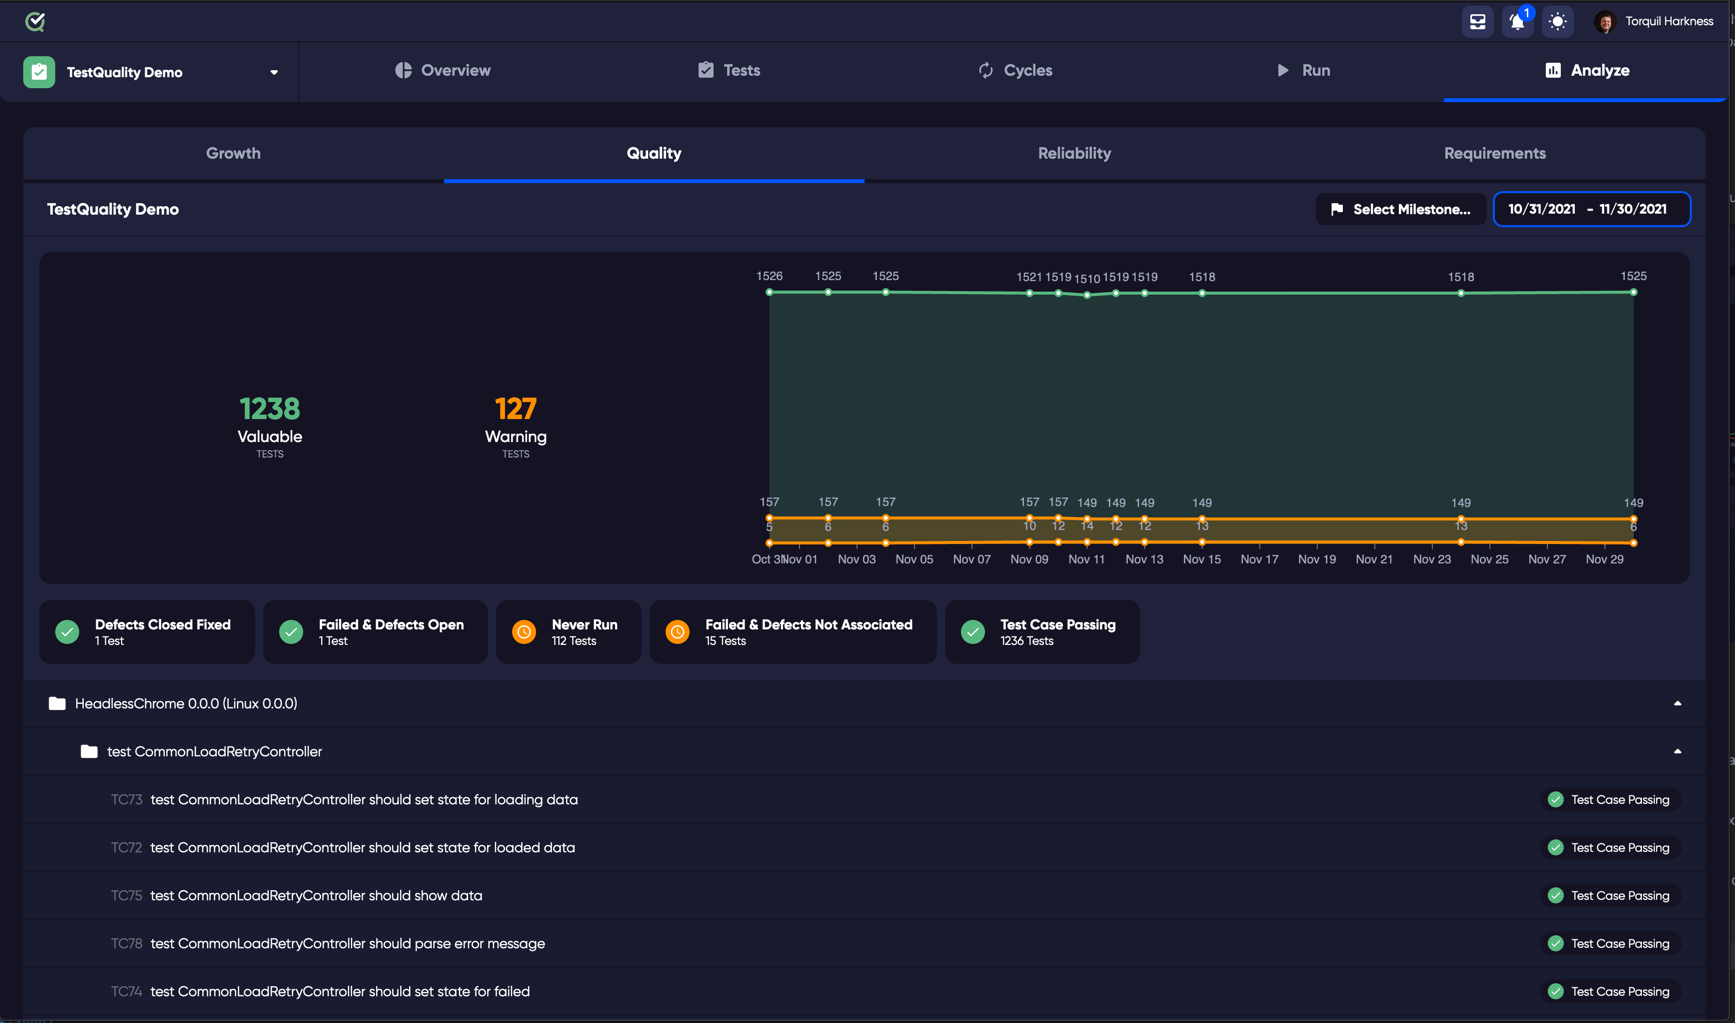 1
Torquil Harkness
TestQuality Demo
Overview
Tests
Cycles
Run
Analyze
Growth
Quality
Reliability
Requirements
TestQuality Demo
Select Milestone...
10/31/2021 - 11/30/2021
1526 1525 1525 1521 1519 1510 1519 1519 1518 1518 1525
1238
Valuable
TESTS
127
Warning
TESTS
157 157 157 157 157 149 149 149 149 149 149
5 6 6 10 12 14 12 12 13 13 6
Oct 31 Nov 01 Nov 03 Nov 05 Nov 07 Nov 09 Nov 11 Nov 13 Nov 15 Nov 17 Nov 19 Nov 21 Nov 23 Nov 25 Nov 27 Nov 29
Defects Closed Fixed
1 Test
Failed & Defects Open
1 Test
Never Run
112 Tests
Failed & Defects Not Associated
15 Tests
Test Case Passing
1236 Tests
HeadlessChrome 0.0.0 (Linux 0.0.0)
test CommonLoadRetryController
TC73 test CommonLoadRetryController should set state for loading data
Test Case Passing
TC72 test CommonLoadRetryController should set state for loaded data
Test Case Passing
TC75 test CommonLoadRetryController should show data
Test Case Passing
TC78 test CommonLoadRetryController should parse error message
Test Case Passing
TC74 test CommonLoadRetryController should set state for failed
Test Case Passing